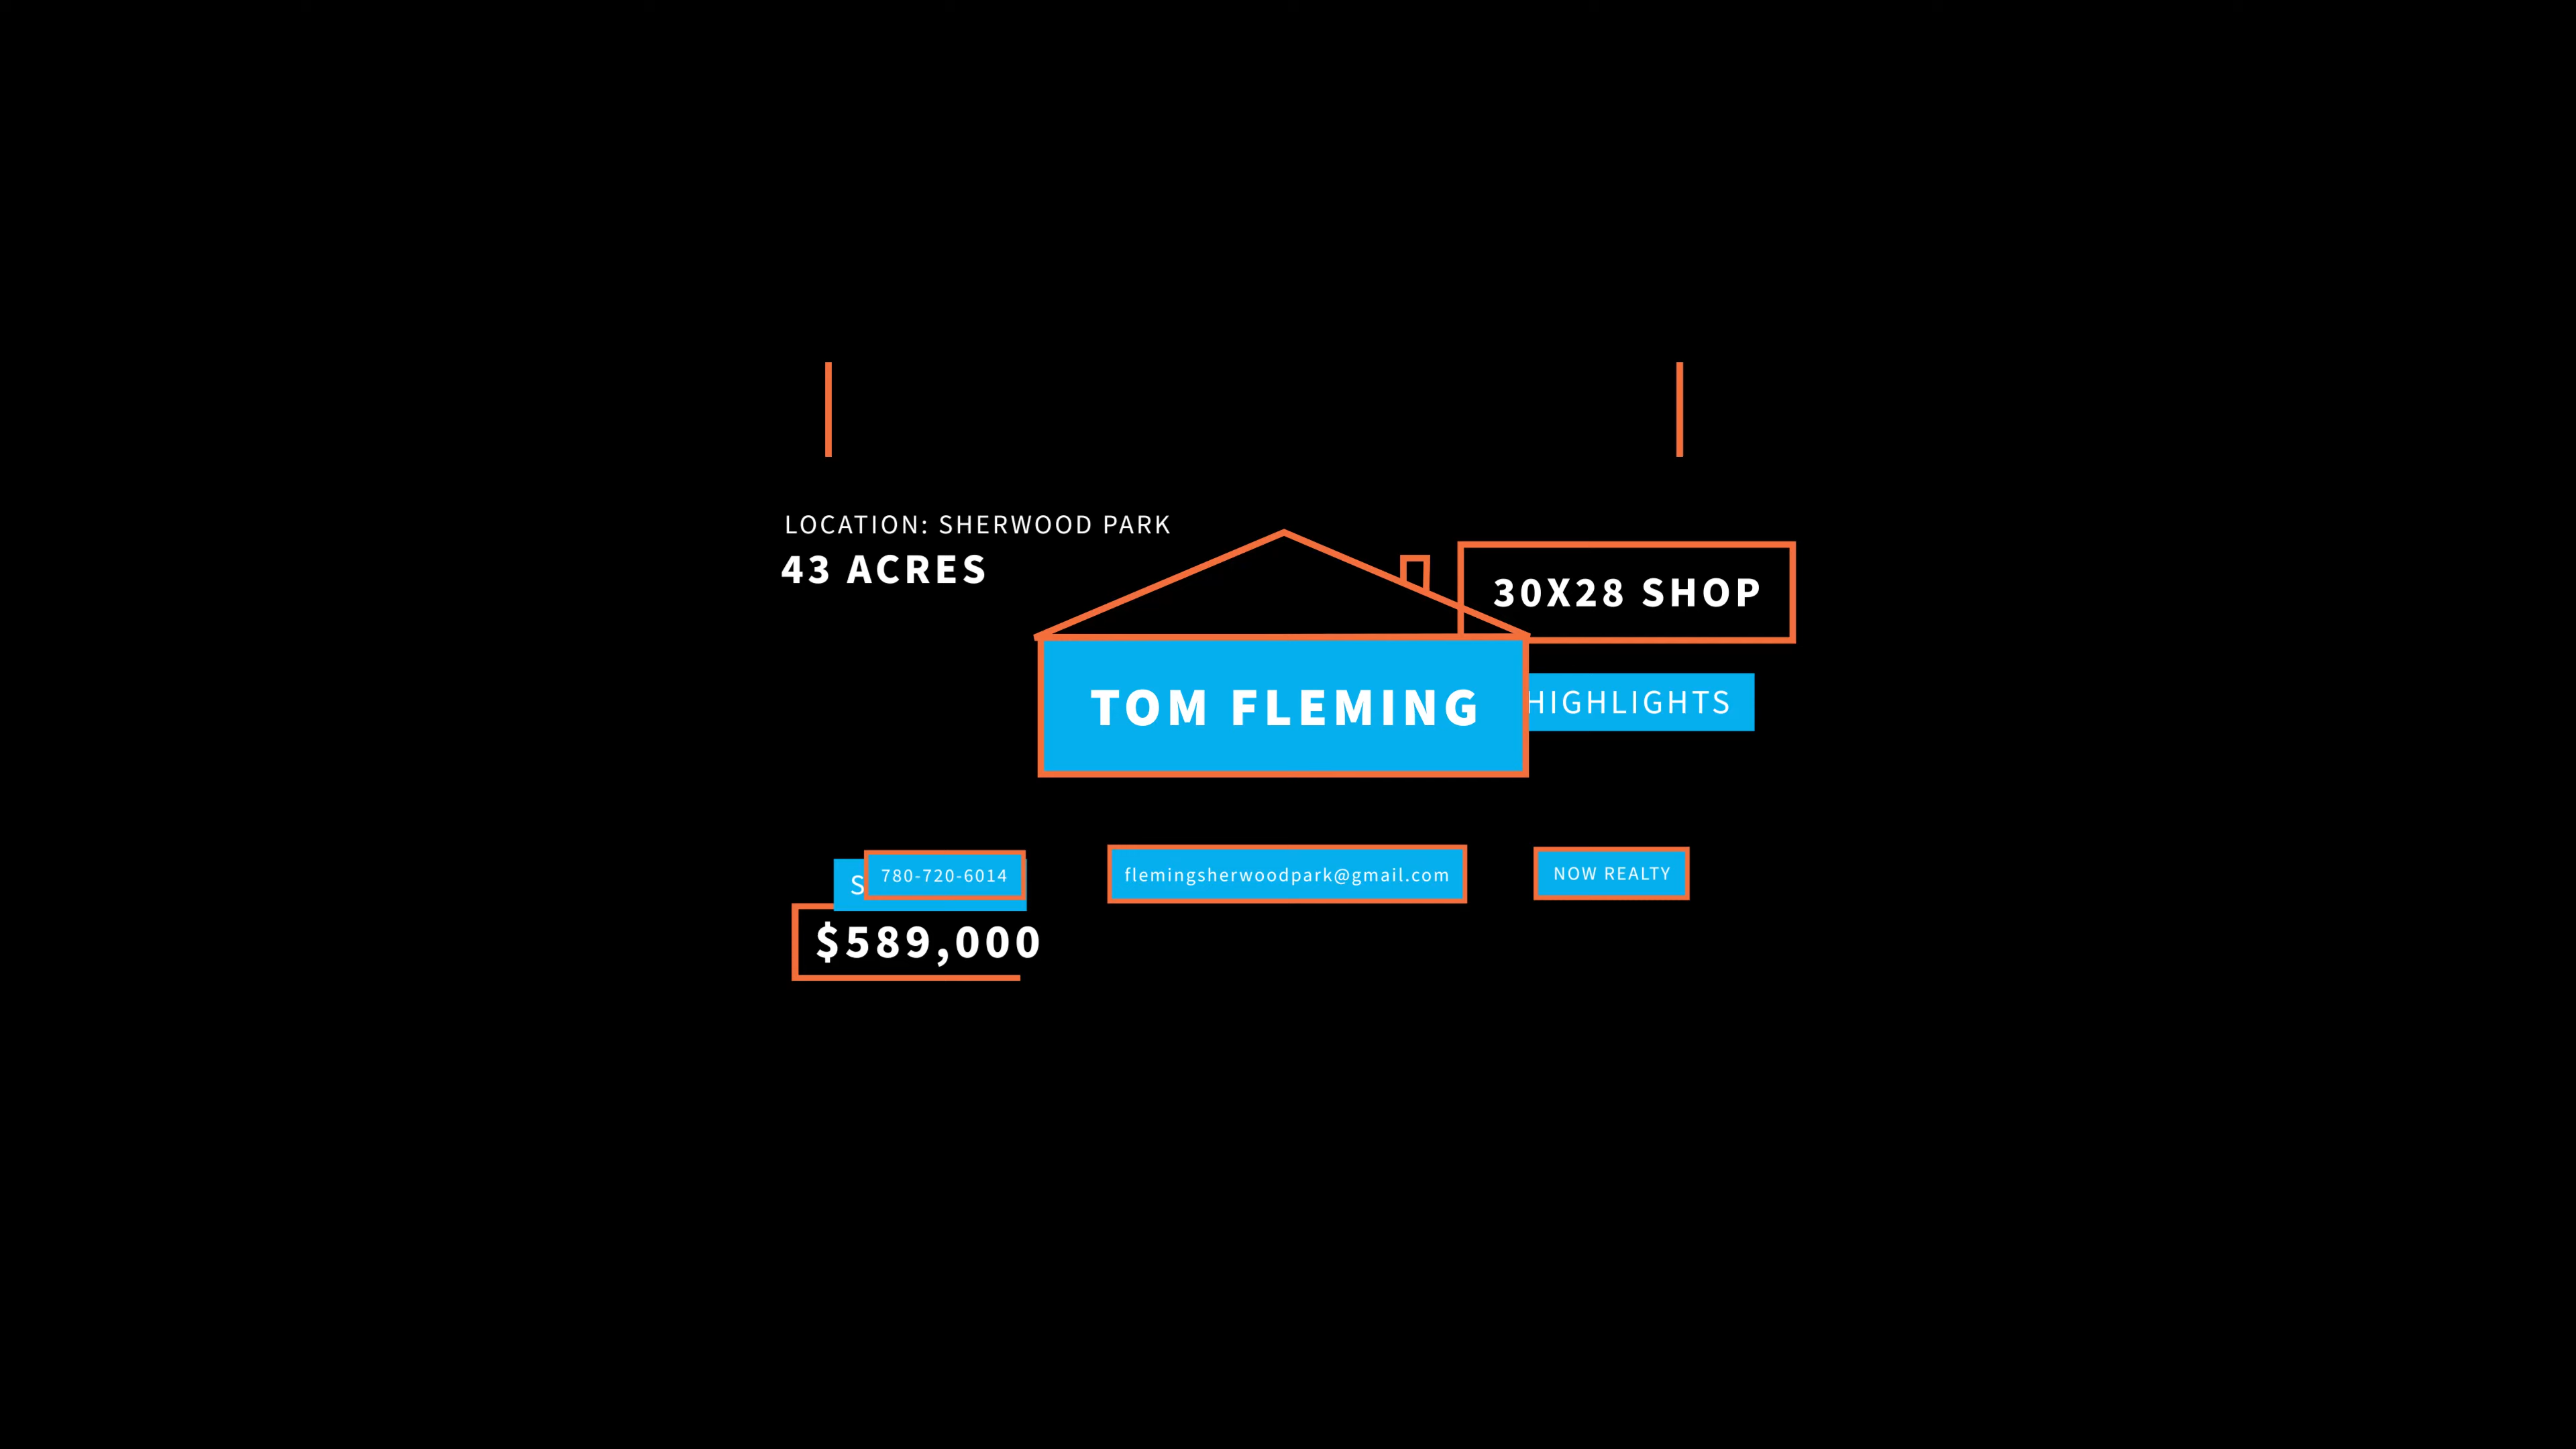 LOCATION: SHERWOOD PARK
43 ACRES
30X28 SHOP
TOM FLEMING
HIGHLIGHTS
780-720-6014
flemingsherwoodpark@gmail.com
NOW REALTY
$589,000